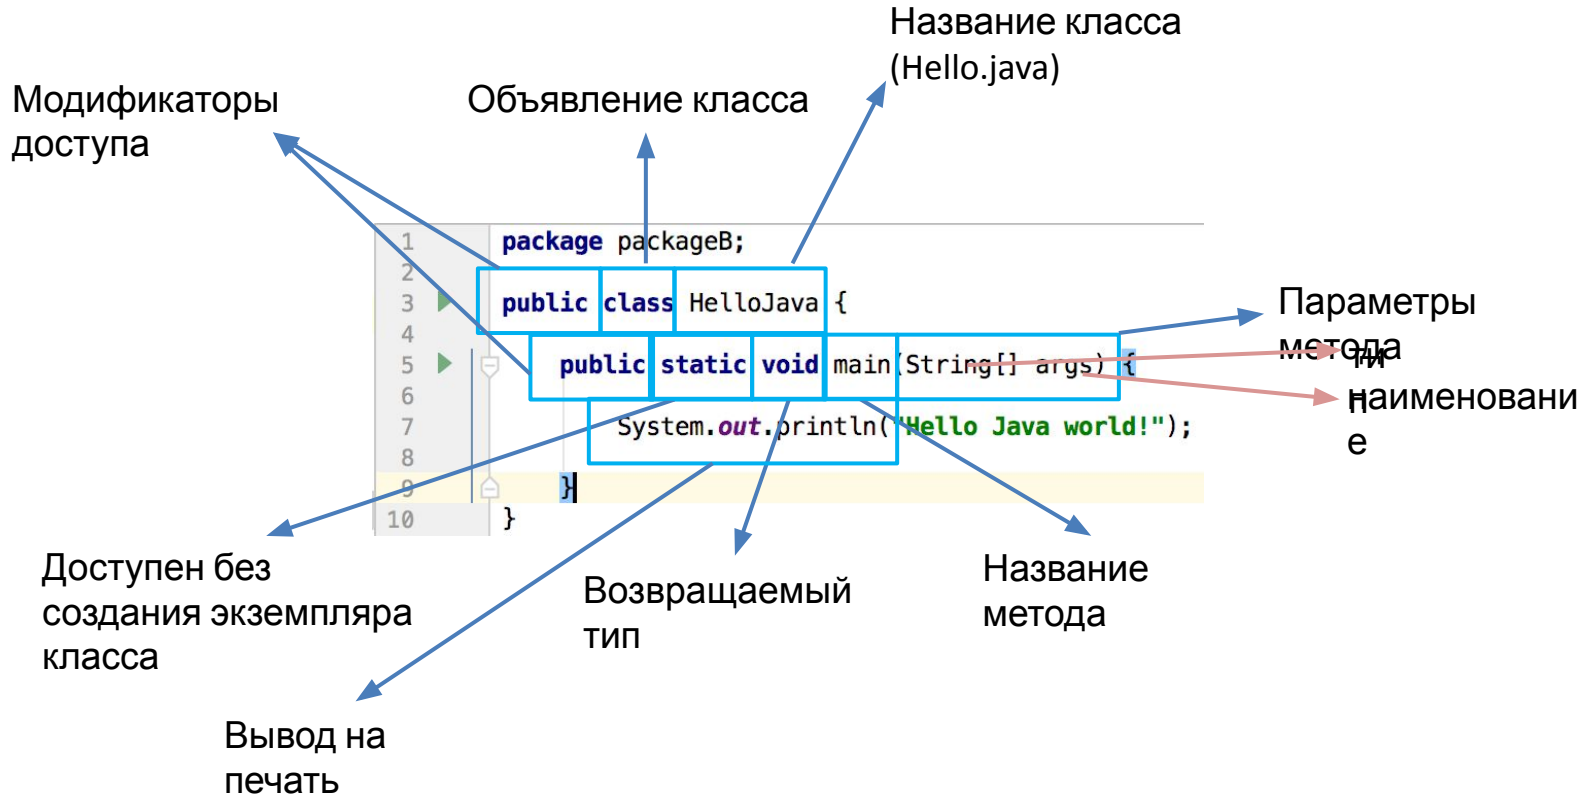 Название класса
(Hello.java)
Модификаторы
доступа
Объявление класса
1 package packageB;
2
3 public class HelloJava {
4
5 public static void main(String[] args) {
6
7 System.out.println("Hello Java world!");
8
9 }
10 }
Параметры
метода
ти
п
наименовани
е
Доступен без
создания экземпляра
класса
Возвращаемый
тип
Название
метода
Вывод на
печать